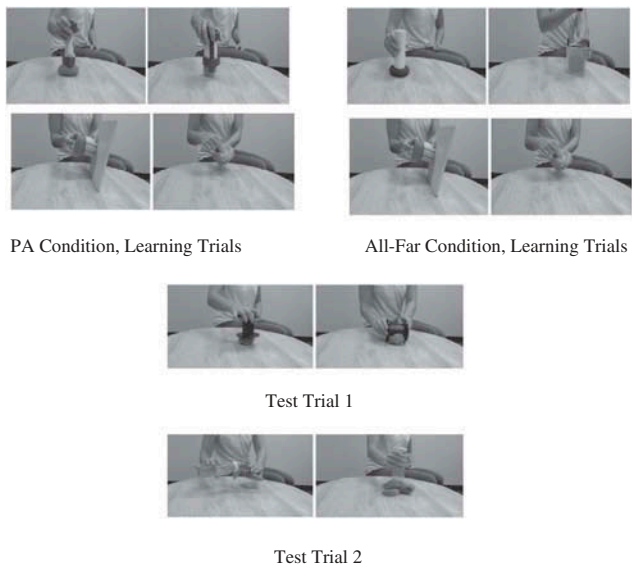 PA Condition, Learning Trials
All-Far Condition, Learning Trials
Test Trial 1
Test Trial 2